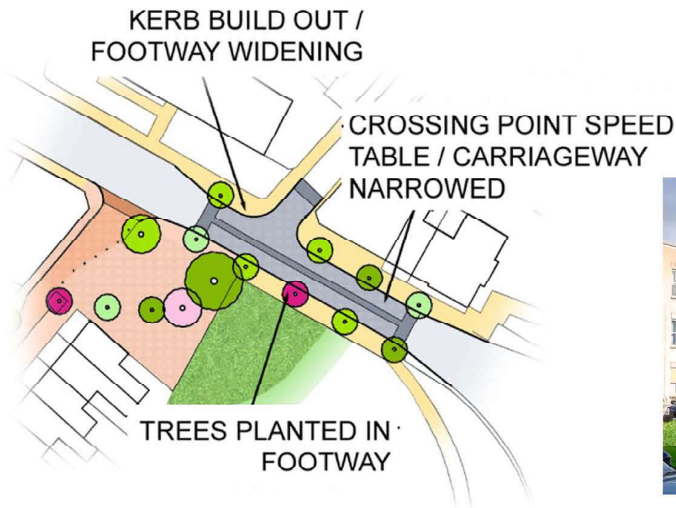 KERB BUILD OUT /
FOOTWAY WIDENING
CROSSING POINT SPEED
TABLE / CARRIAGEWAY
NARROWED
TREES PLANTED IN
FOOTWAY